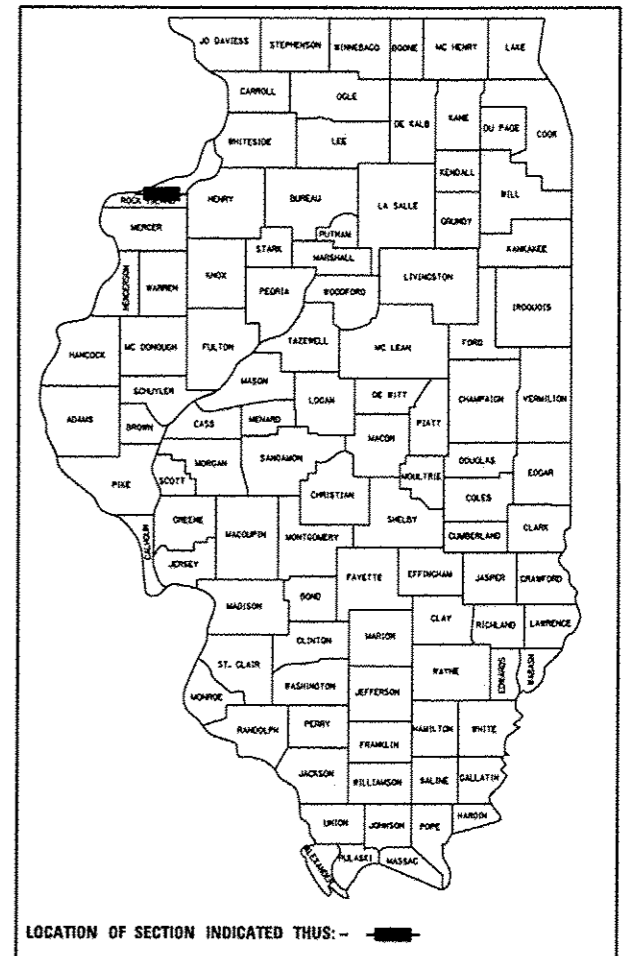 JO DAVIESS STEPHENSON WINNEBAGO BOONE MC HENRY LAKE
CARROLL OGLE
DE KALB KANE
DU PAGE COOK
WHITESIDE LEE
KENDALL
ROCK HENRY BUREAU LA SALLE WILL
MERCER GRUNDY
PUTNAM
STARK KANKAKEE
MARSHALL
HENDERSON WARREN KNOX LIVINGSTON
PEORIA WOODFORD
IROQUOIS
TAZEWELL FORD
HANCOCK MC DONOUGH FULTON MC LEAN
MASON
SCHUYLER DE WITT
LOGAN CHAMPAIGN VERMILION
ADAMS MENARD PIATT
BROWN CASS MACON
DOUGLAS
MORGAN SANGAMON MOULTRIE EDGAR
SCOTT
PIKE CHRISTIAN COLES
SHELBY
GREENE CLARK
CALHOUN MACOUPIN MONTGOMERY CUMBERLAND
JERSEY
FAYETTE EFFINGHAM JASPER CRAWFORD
BOND
MADISON CLAY
RICHLAND LAWRENCE
CLINTON MARION
ST. CLAIR WAYNE EDWARDS WABASH
WASHINGTON JEFFERSON
MONROE
RANDOLPH PERRY HAMILTON WHITE
FRANKLIN
JACKSON WILLIAMSON SALINE GALLATIN
UNION JOHNSON POPE HARDIN
ALEXANDER PULASKI MASSAC
LOCATION OF SECTION INDICATED THUS: -